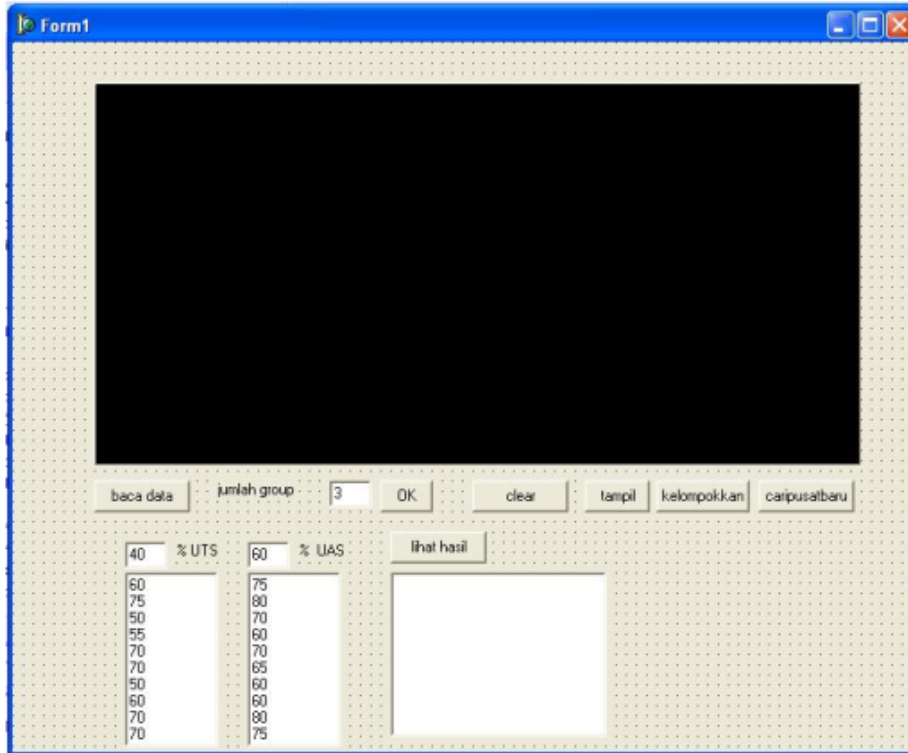 Form1
baca data
jumlah group
3
OK
clear
tampil
kelompokkan
caripusatbaru
40
% UTS
60
% UAS
lihat hasil
60
75
50
55
70
70
50
60
70
70
75
80
70
60
70
65
60
60
80
75